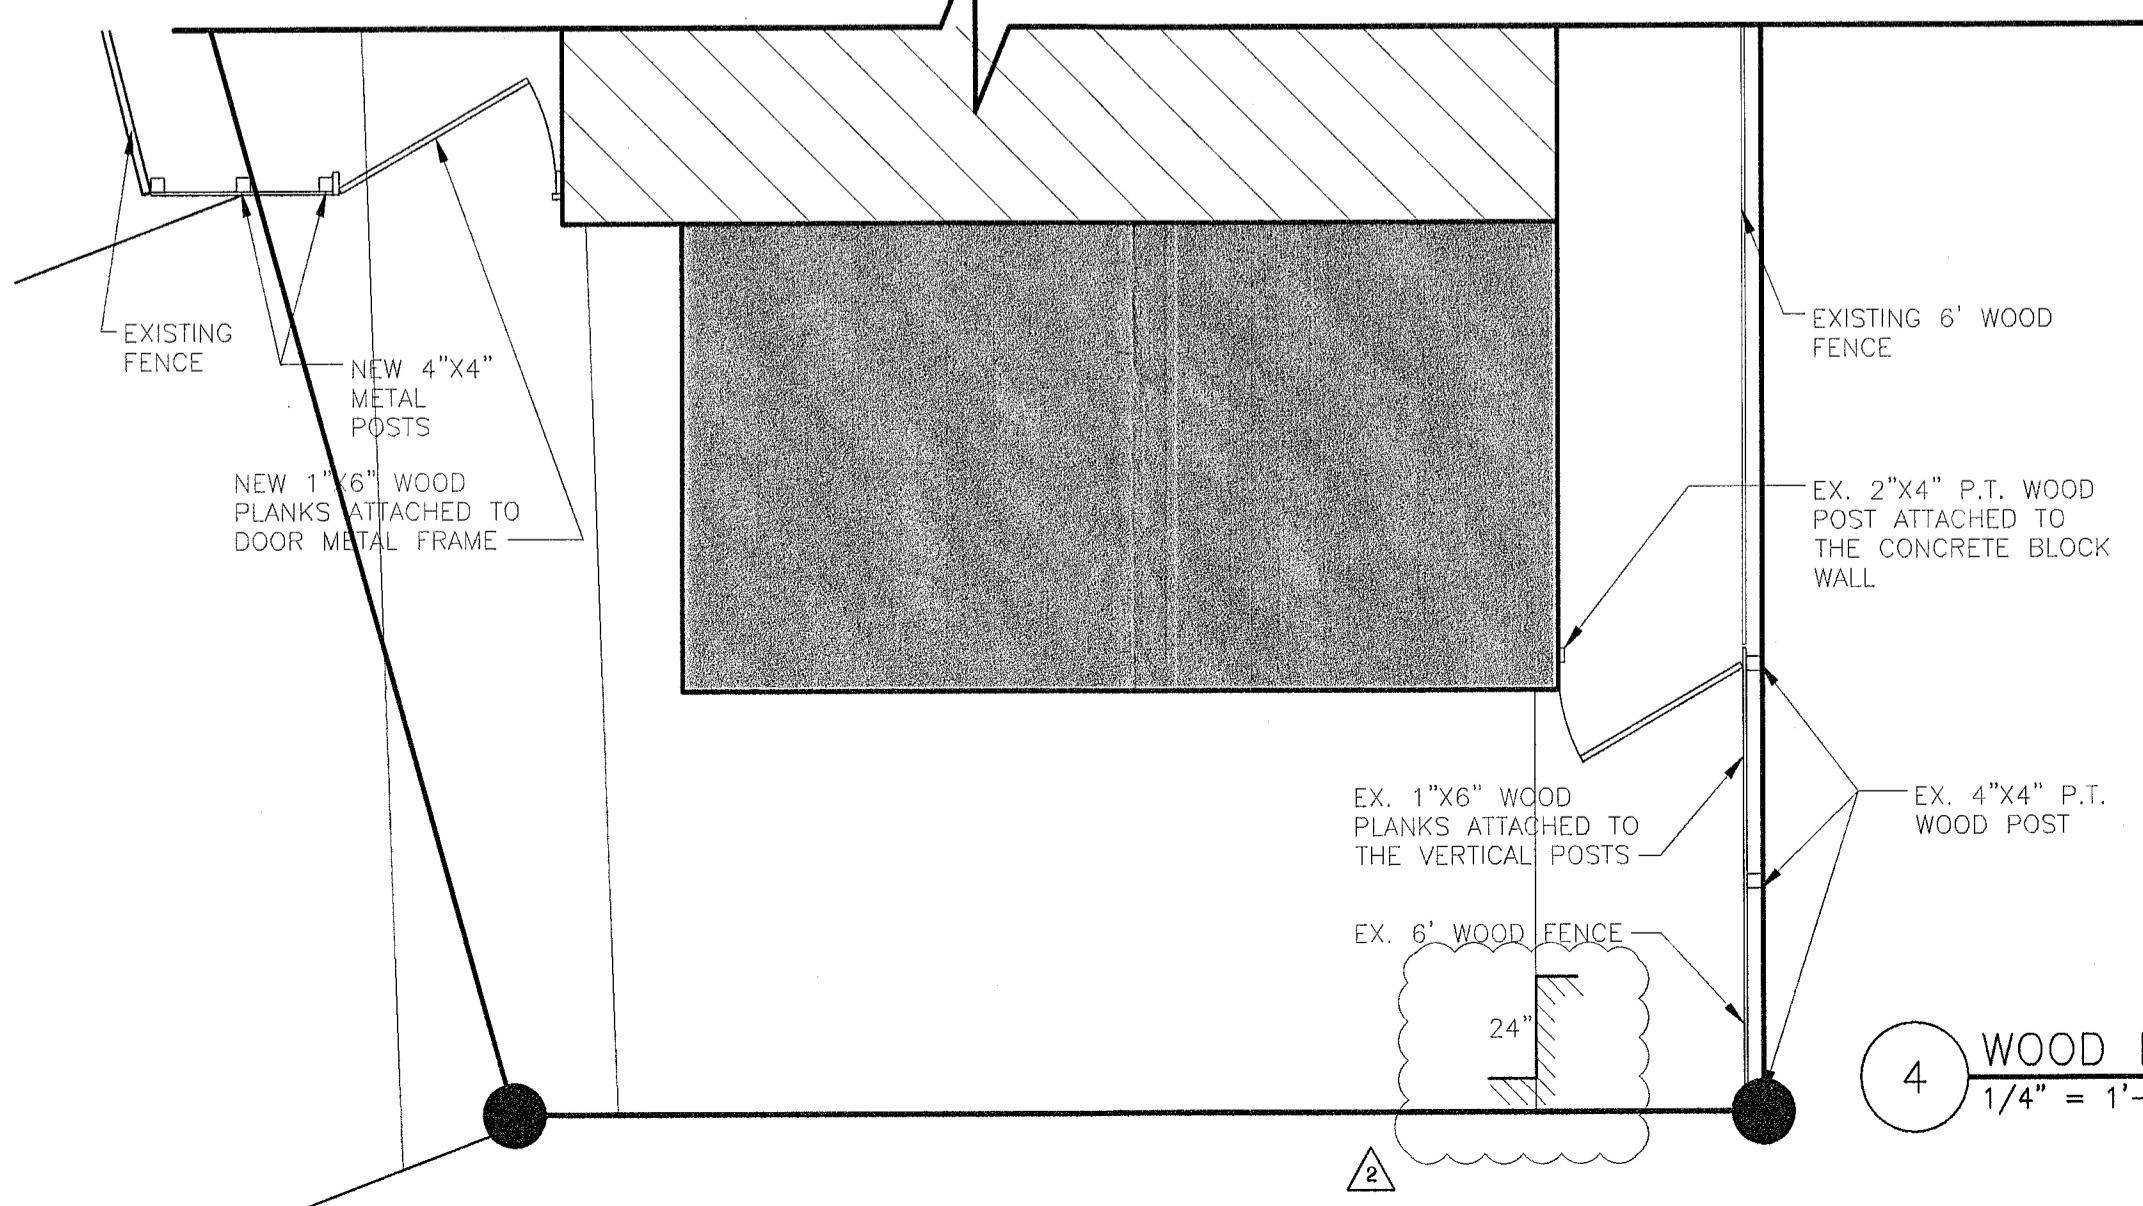 EXISTING
FENCE
NEW 4"X4"
METAL
POSTS
NEW 1"X6" WOOD
PLANKS ATTACHED TO
DOOR METAL FRAME
EXISTING 6' WOOD
FENCE
EX. 2"X4" P.T. WOOD
POST ATTACHED TO
THE CONCRETE BLOCK
WALL
EX. 1"X6" WOOD
PLANKS ATTACHED TO
THE VERTICAL POSTS
EX. 4"X4" P.T.
WOOD POST
EX. 6' WOOD FENCE
24"
4
WOOD
1/4" = 1'-
2